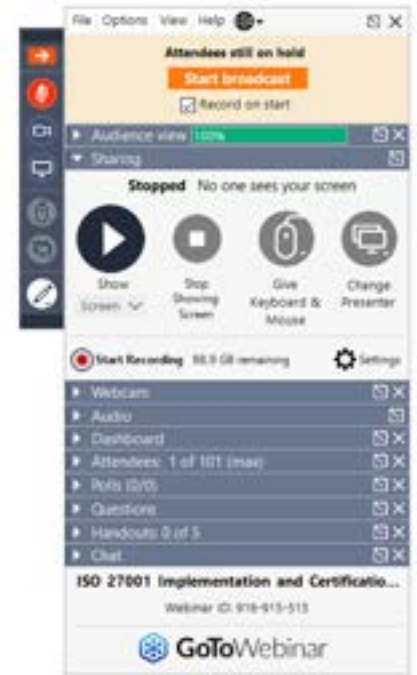 File Options View Help
Attendees still on hold
Start broadcast
Record on start
Audience view 100%
Sharing
Stopped No one sees your screen
Show
Screen
Stop
Showing
Screen
Give
Keyboard &
Mouse
Change
Presenter
Start Recording 98.9 GB remaining
Settings
Webcam
Audio
Dashboard
Attendees: 1 of 101 (max)
Polls (0/0)
Questions
Handouts: 0 of 5
Chat
ISO 27001 Implementation and Certificatio...
Webinar ID: 916-915-515
GoToWebinar